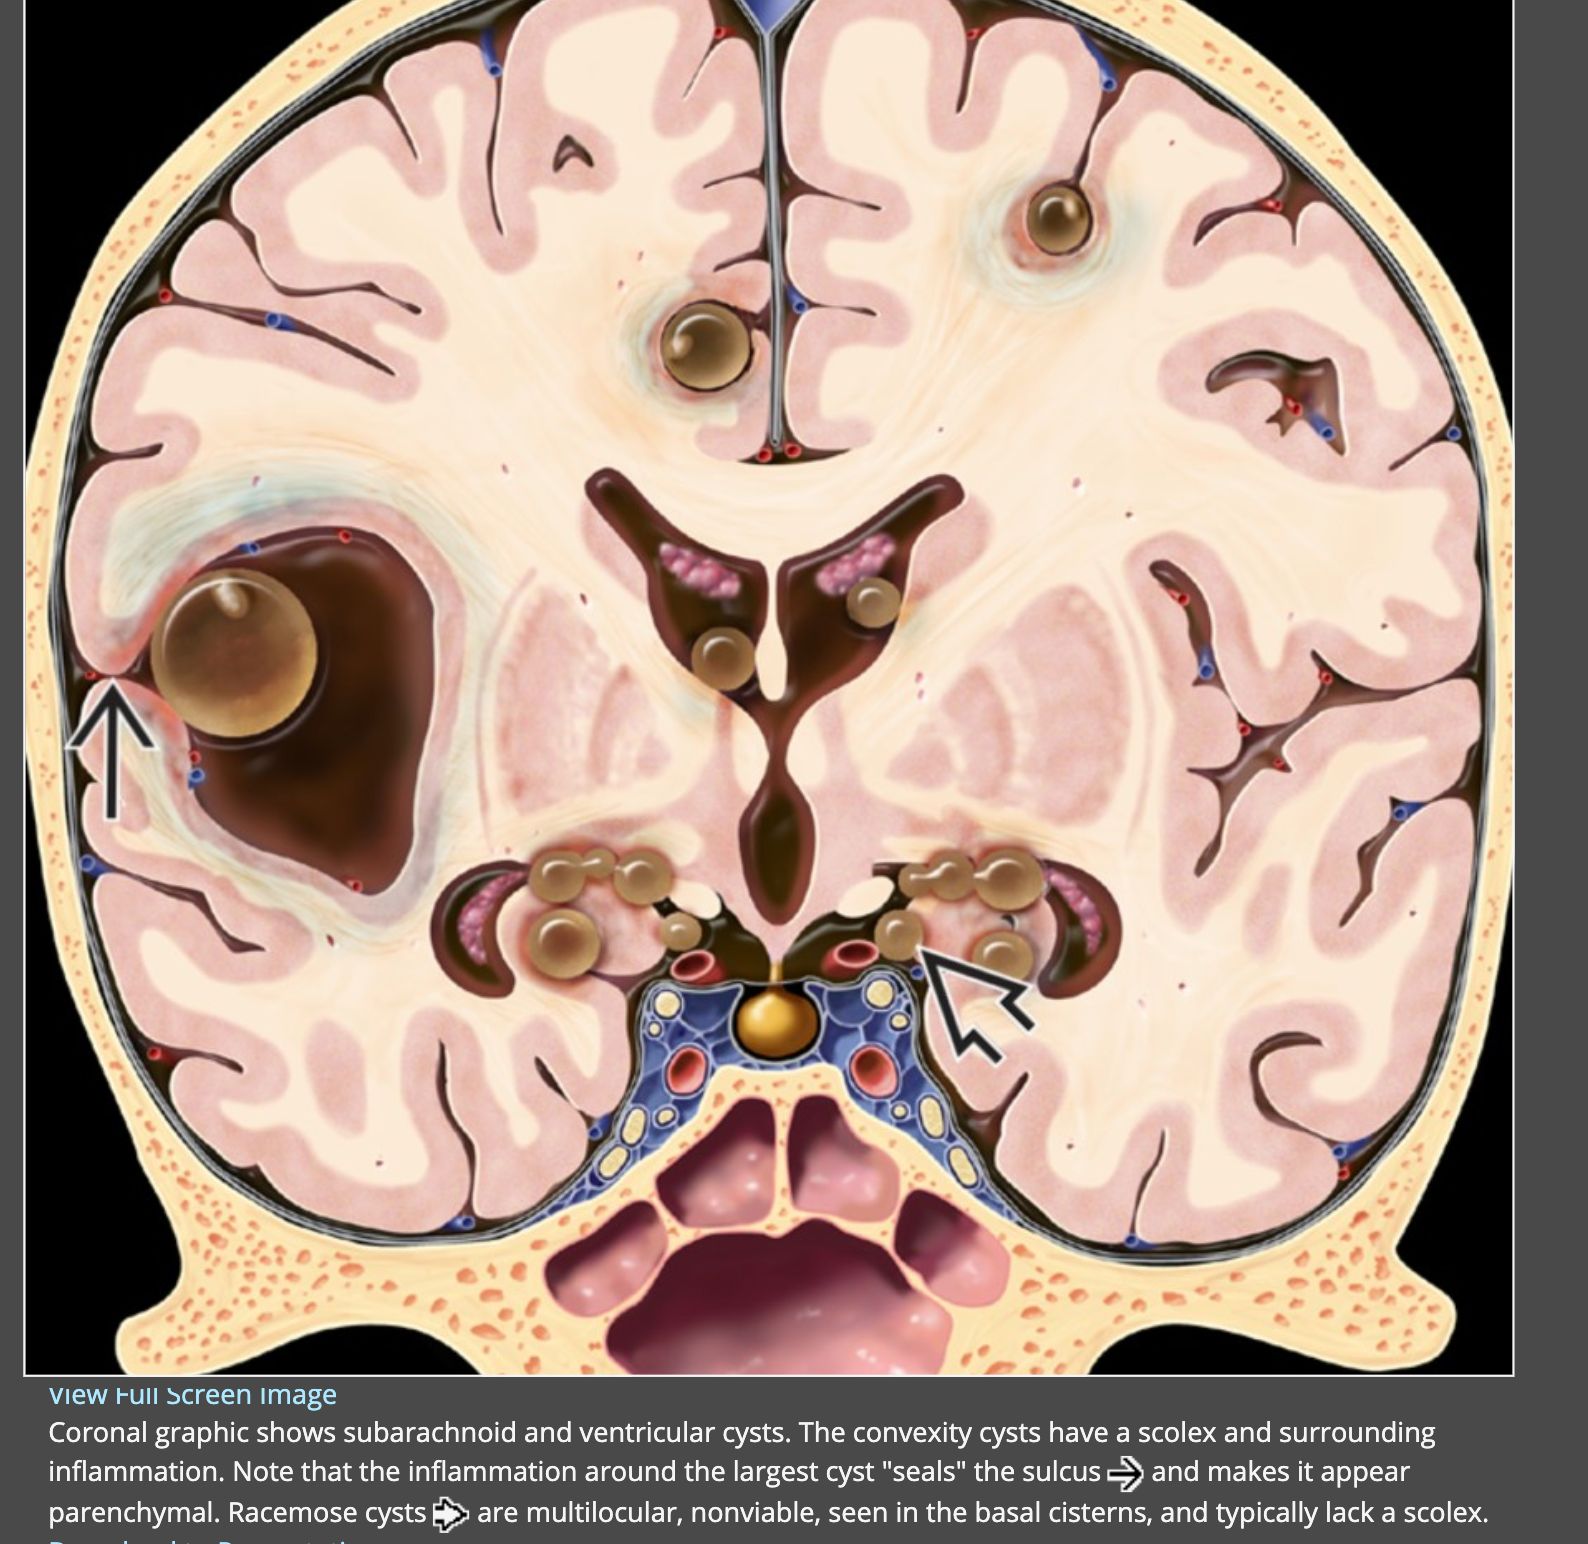 View Full Screen Image
Coronal graphic shows subarachnoid and ventricular cysts. The convexity cysts have a scolex and surrounding
inflammation. Note that the inflammation around the largest cyst "seals" the sulcus and makes it appear
parenchymal. Racemose cysts are multilocular, nonviable, seen in the basal cisterns, and typically lack a scolex.